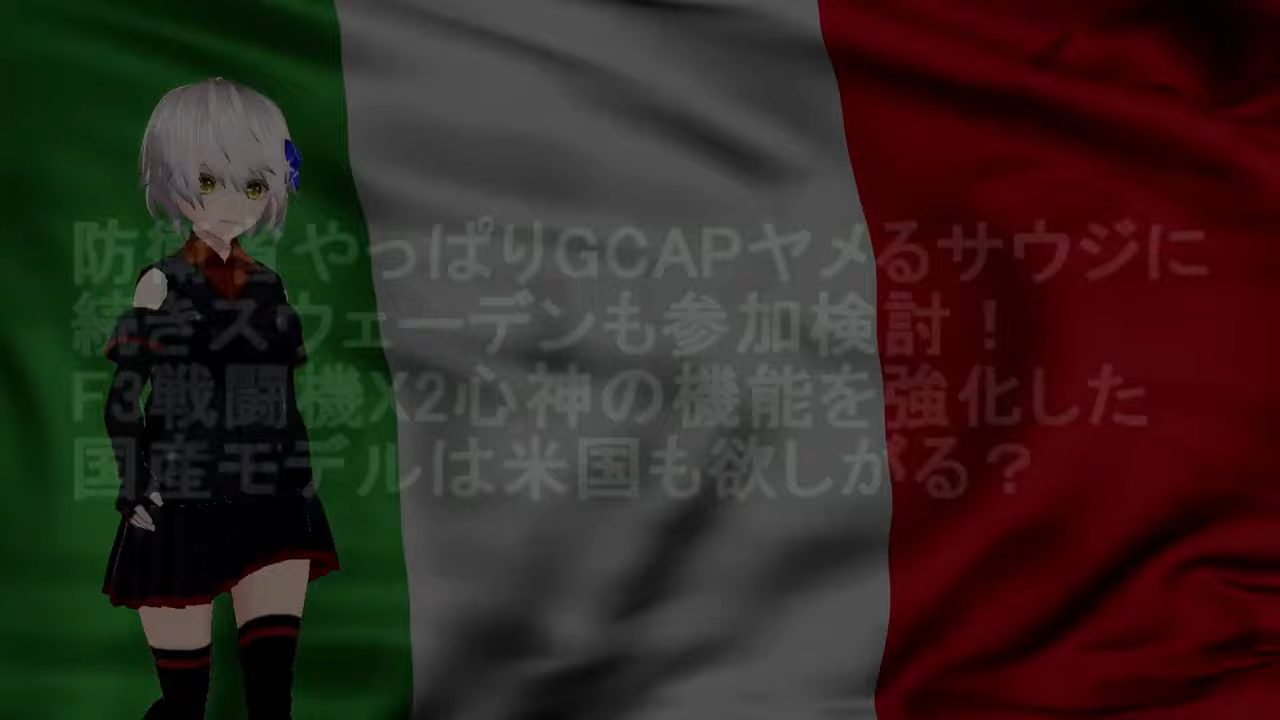 防衛省やっぱりGCAPヤメるサウジに
続きスウェーデンも参加検討！
F3戦闘機X2心神の機能を強化した
国産モデルは米国も欲しがる？